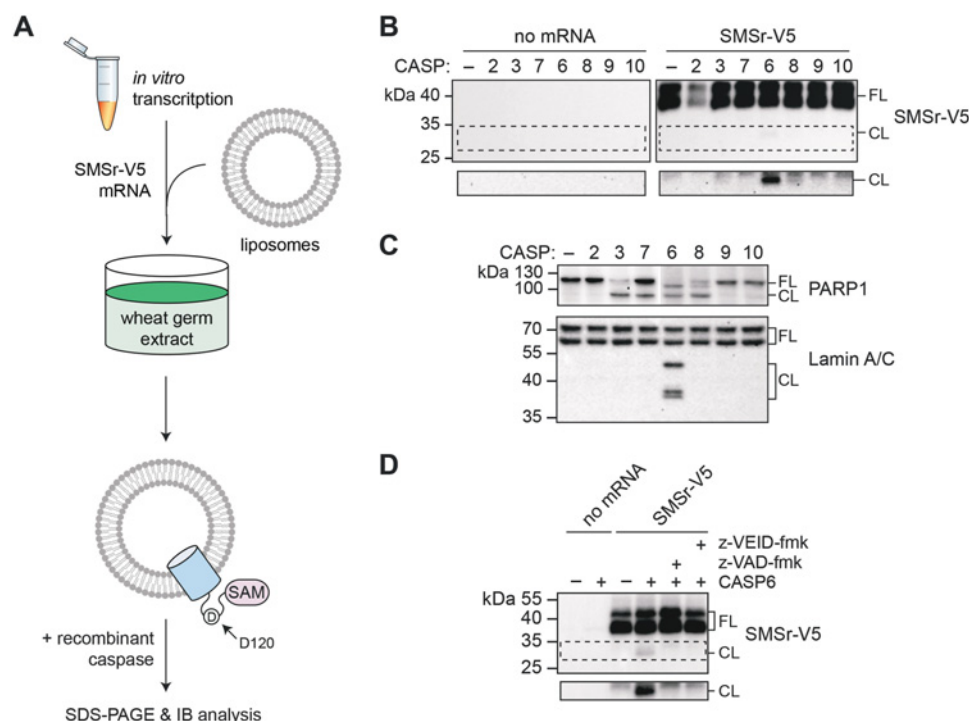 A
in vitro
transcritption
SMSr-V5
mRNA
liposomes
wheat germ
extract
SAM
D
D120
+ recombinant
caspase
SDS-PAGE & IB analysis
B
no mRNA SMSr-V5
CASP: – 2 3 7 6 8 9 10 – 2 3 7 6 8 9 10
kDa
40 FL
SMSr-V5
35
CL
25
CL
C
CASP: – 2 3 7 6 8 9 10
kDa 130 FL
100 CL PARP1
70 FL
55
Lamin A/C
40 CL
35
D
no mRNA SMSr-V5
+ z-VEID-fmk
+ z-VAD-fmk
– + – + + + CASP6
kDa 55
40 FL
SMSr-V5
35
CL
25
CL